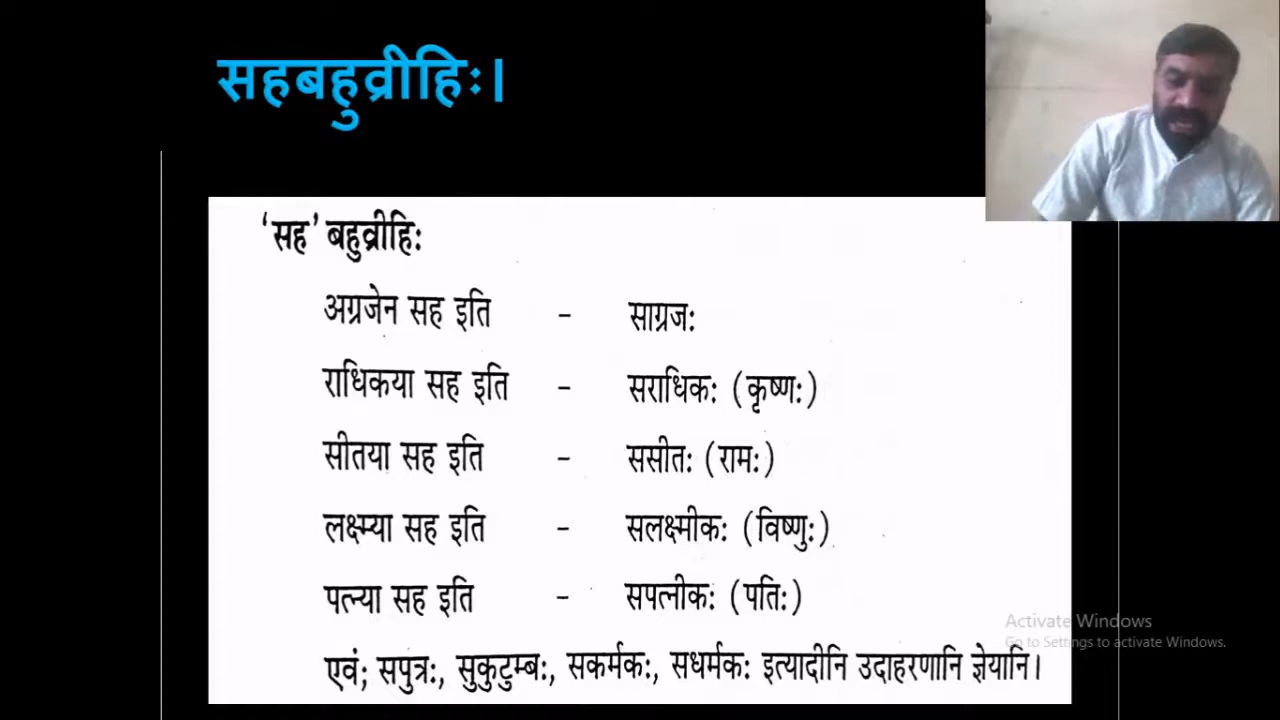 सहबहुव्रीहिः।
‘सह’ बहुव्रीहिः
अग्रजेन सह इति - साग्रजः
राधिकया सह इति - सराधिकः (कृष्णः)
सीतया सह इति - ससीतः (रामः)
लक्ष्म्या सह इति - सलक्ष्मीकः (विष्णुः)
पत्न्या सह इति - सपत्नीकः (पतिः)
एवं; सपुत्रः, सुकुटुम्बः, सकर्मकः, सधर्मकः इत्यादीनि उदाहरणानि ज्ञेयानि।
Activate Windows
Go to Settings to activate Windows.